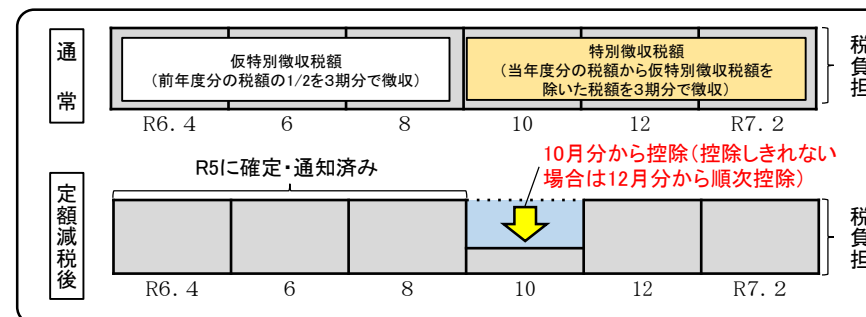 通常
仮特別徴収税額
(前年度分の税額の1/2を3期分で徴収)
特別徴収税額
(当年度分の税額から仮特別徴収税額を
除いた税額を3期分で徴収)
税負担
R6.4 6 8 10 12 R7.2
R5に確定・通知済み
10月分から控除(控除しきれない
場合は12月分から順次控除)
定額減税後
税負担
R6.4 6 8 10 12 R7.2